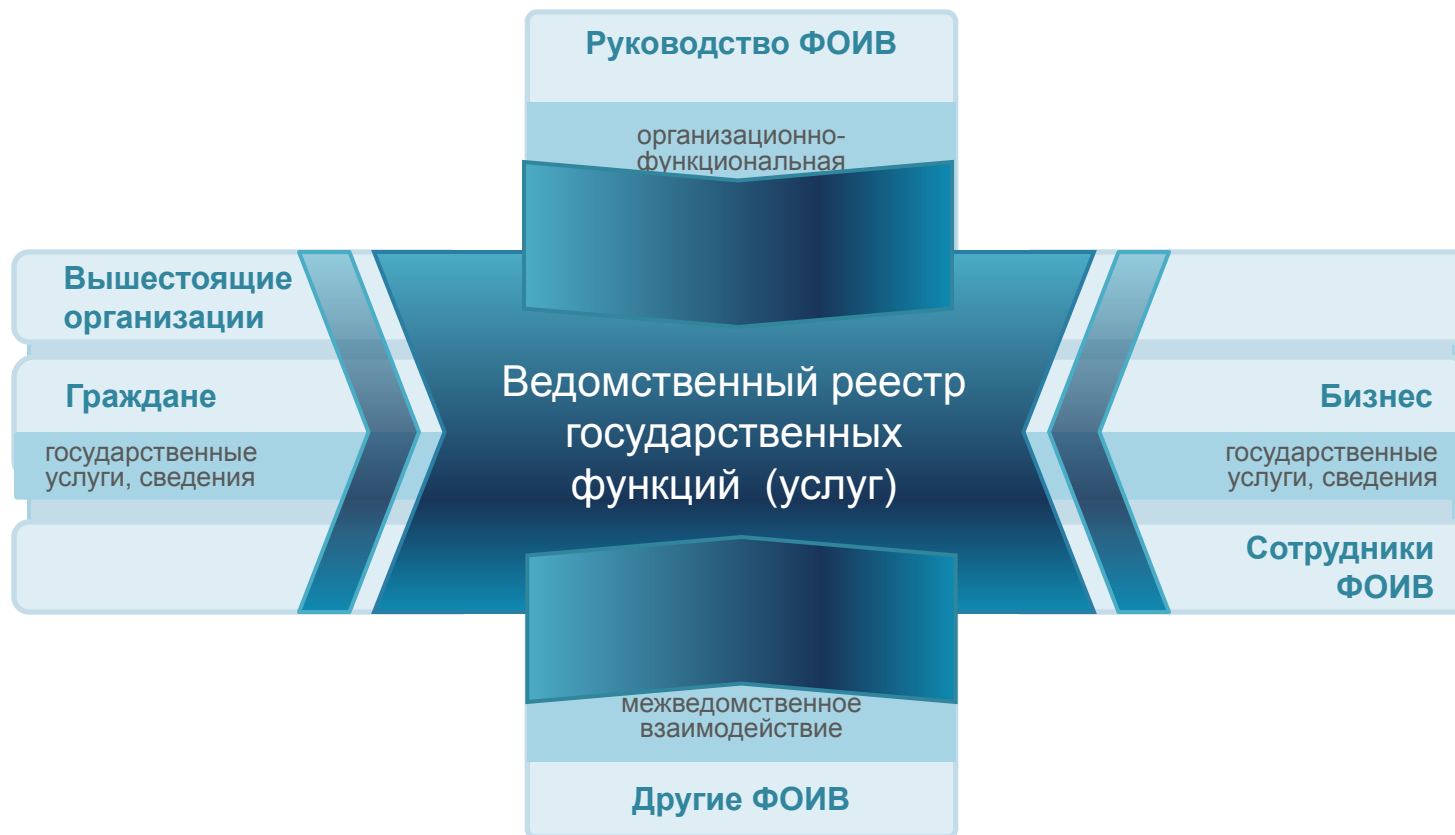 Руководство ФОИВ
организационно-
функциональная
Вышестоящие
организации
Граждане
государственные
услуги, сведения
Ведомственный реестр
государственных
функций (услуг)
Бизнес
государственные
услуги, сведения
Сотрудники
ФОИВ
межведомственное
взаимодействие
Другие ФОИВ